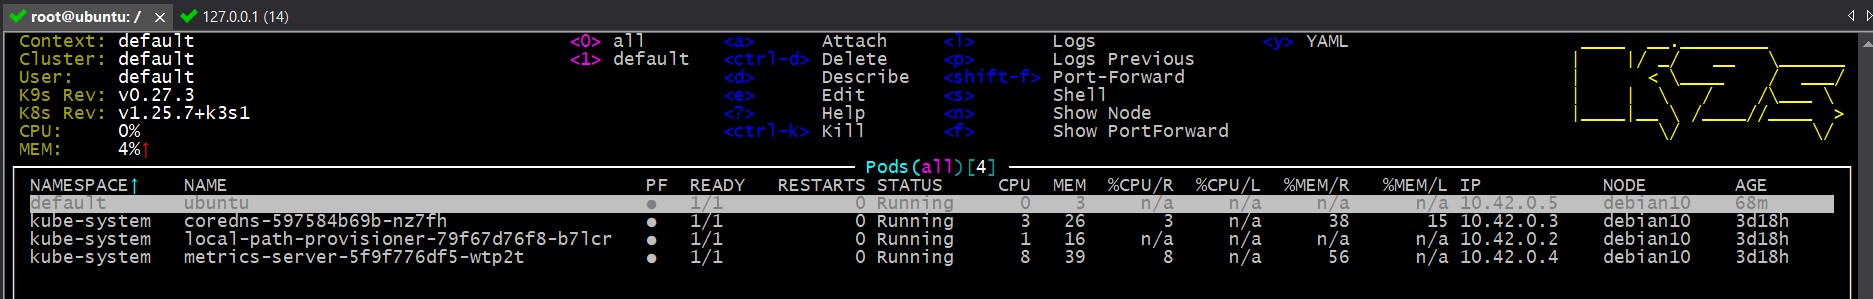 root@ubuntu: / × 127.0.0.1 (14)
Context: default <0> all <a> Attach <l> Logs <y> YAML
Cluster: default <1> default <ctrl-d> Delete <p> Logs Previous
User: default <d> Describe <shift-f> Port-Forward
K9s Rev: v0.27.3 <e> Edit <s> Shell
K8s Rev: v1.25.7+k3s1 <?> Help <n> Show Node
CPU: 0% <ctrl-k> Kill <f> Show PortForward
MEM: 4%↑
Pods(all)[4]
NAMESPACE↑ NAME PF READY RESTARTS STATUS CPU MEM %CPU/R %CPU/L %MEM/R %MEM/L IP NODE AGE
default ubuntu ● 1/1 0 Running 0 3 n/a n/a n/a n/a 10.42.0.5 debian10 68m
kube-system coredns-597584b69b-nz7fh ● 1/1 0 Running 3 26 3 n/a 38 15 10.42.0.3 debian10 3d18h
kube-system local-path-provisioner-79f67d76f8-b7lcr ● 1/1 0 Running 1 16 n/a n/a n/a n/a 10.42.0.2 debian10 3d18h
kube-system metrics-server-5f9f776df5-wtp2t ● 1/1 0 Running 8 39 8 n/a 56 n/a 10.42.0.4 debian10 3d18h